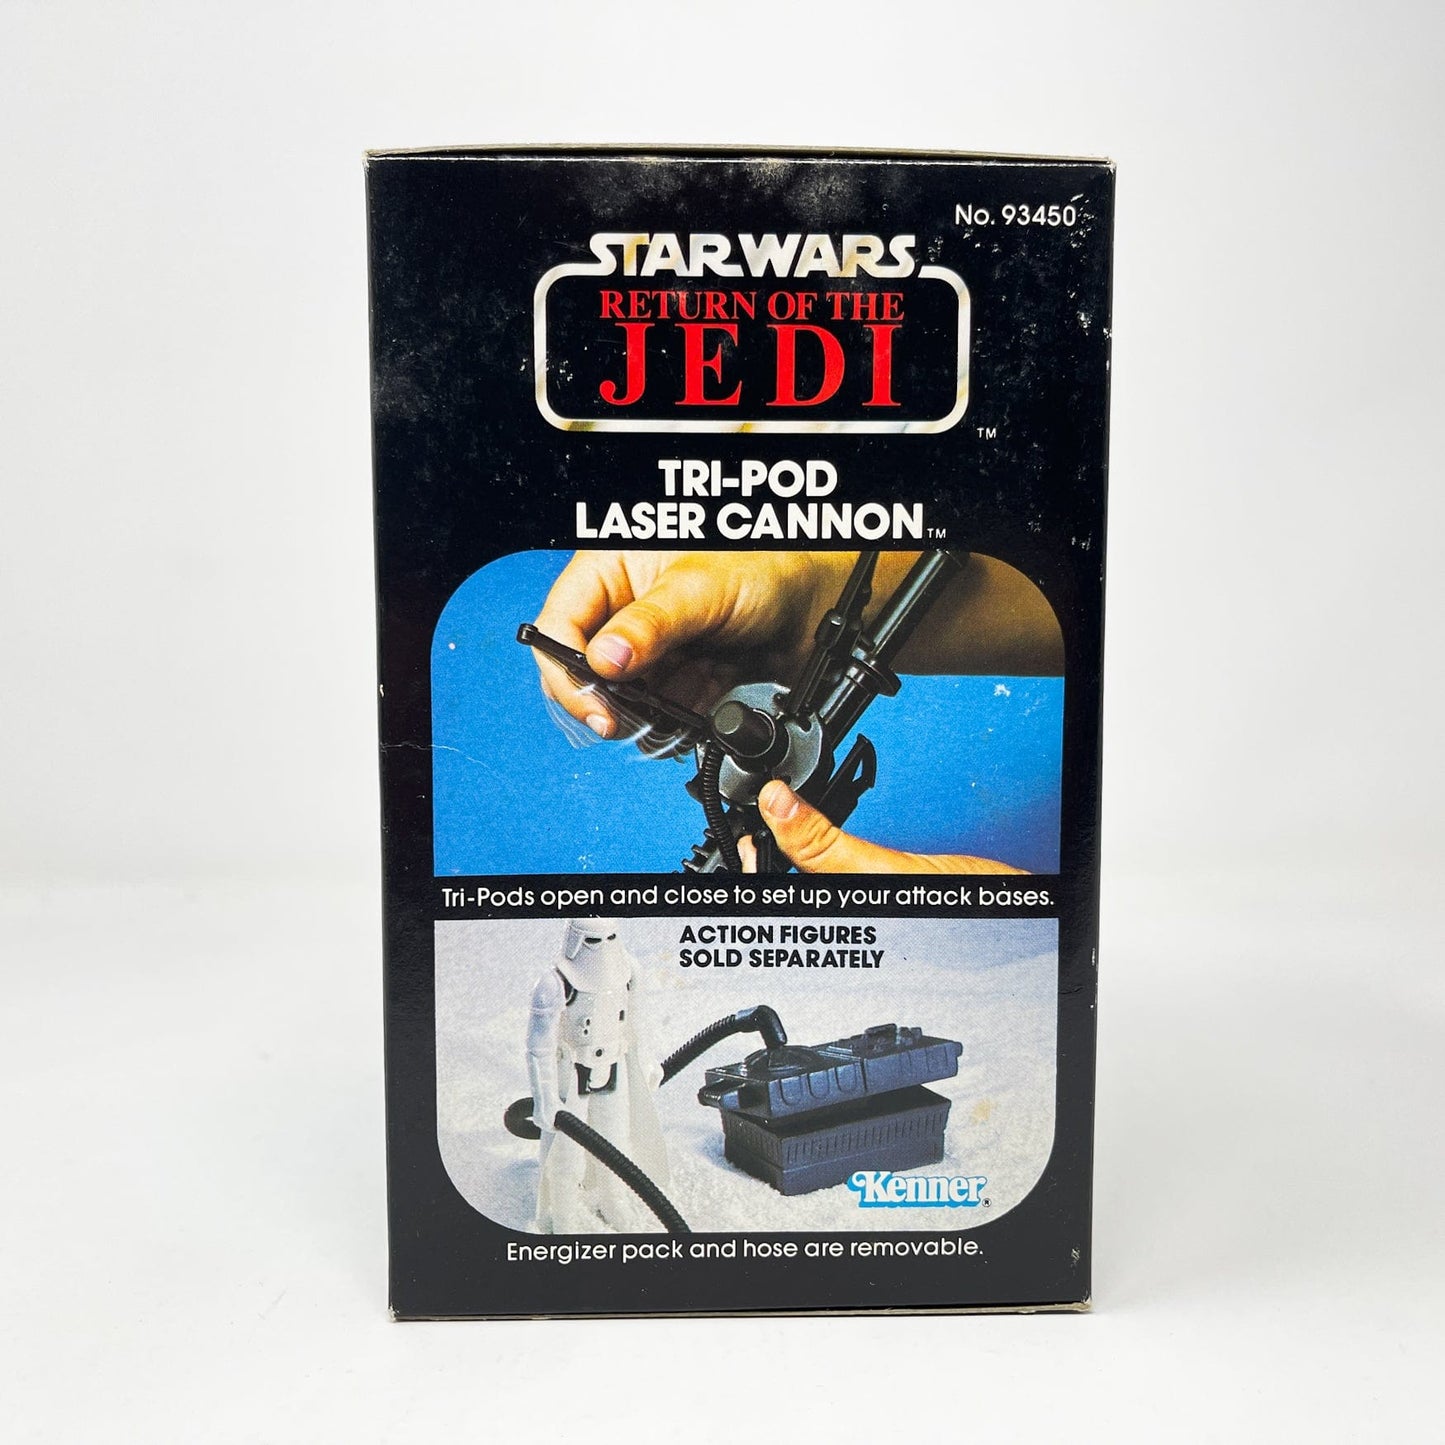 No. 93450
STAR WARS
RETURN OF THE
JEDI
TM
TRI-POD
LASER CANNON TM
Tri-Pods open and close to set up your attack bases.
ACTION FIGURES
SOLD SEPARATELY
Kenner®
Energizer pack and hose are removable.